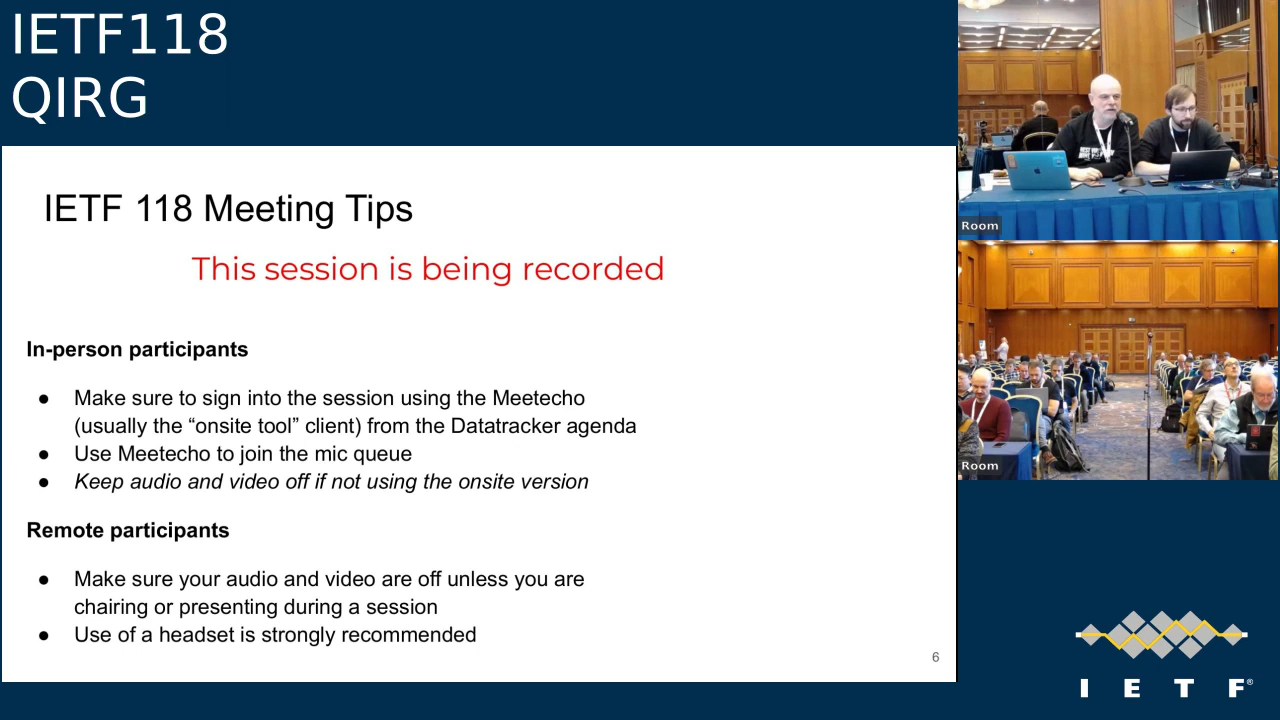 IETF118
QIRG
IETF 118 Meeting Tips
This session is being recorded
In-person participants
● Make sure to sign into the session using the Meetecho
(usually the “onsite tool” client) from the Datatracker agenda
● Use Meetecho to join the mic queue
● Keep audio and video off if not using the onsite version
Remote participants
● Make sure your audio and video are off unless you are
chairing or presenting during a session
● Use of a headset is strongly recommended
6
Room
Room
I E T F®